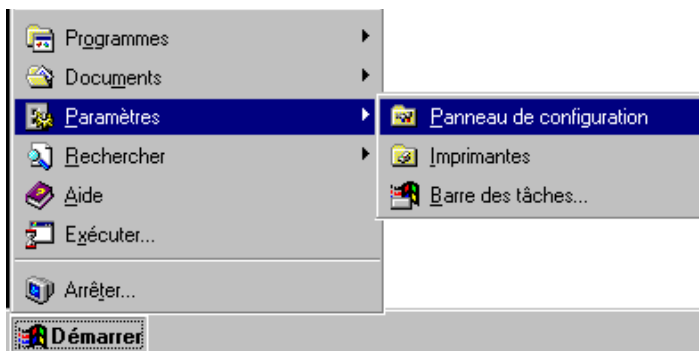 Programmes
Documents
Paramètres
Rechercher
Aide
Exécuter...
Arrêter...
Démarrer
Panneau de configuration
Imprimantes
Barre des tâches...